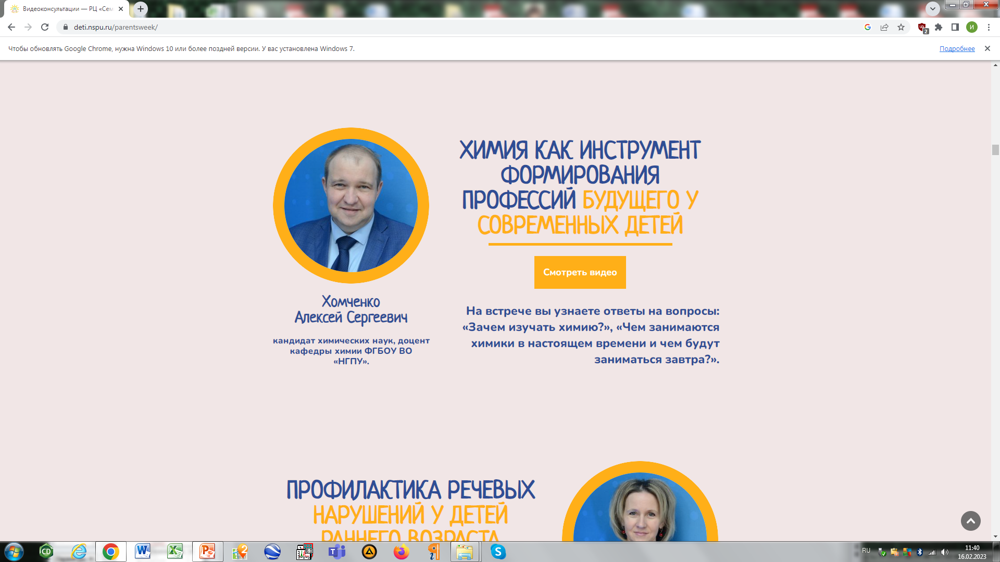 Видеоконсультации — РЦ «Сем
deti.nspu.ru/parentsweek/
2
И
Чтобы обновлять Google Chrome, нужна Windows 10 или более поздней версии. У вас установлена Windows 7.
Подробнее
ХИМИЯ КАК ИНСТРУМЕНТ
ФОРМИРОВАНИЯ
ПРОФЕССИЙ БУДУЩЕГО У
СОВРЕМЕННЫХ ДЕТЕЙ
Смотреть видео
Хомченко
Алексей Сергеевич
кандидат химических наук, доцент
кафедры химии ФГБОУ ВО
«НГПУ».
На встрече вы узнаете ответы на вопросы:
«Зачем изучать химию?», «Чем занимаются
химики в настоящем времени и чем будут
заниматься завтра?».
ПРОФИЛАКТИКА РЕЧЕВЫХ
НАРУШЕНИЙ У ДЕТЕЙ
РАННЕГО ВОЗРАСТА
RU
11:40
16.02.2023